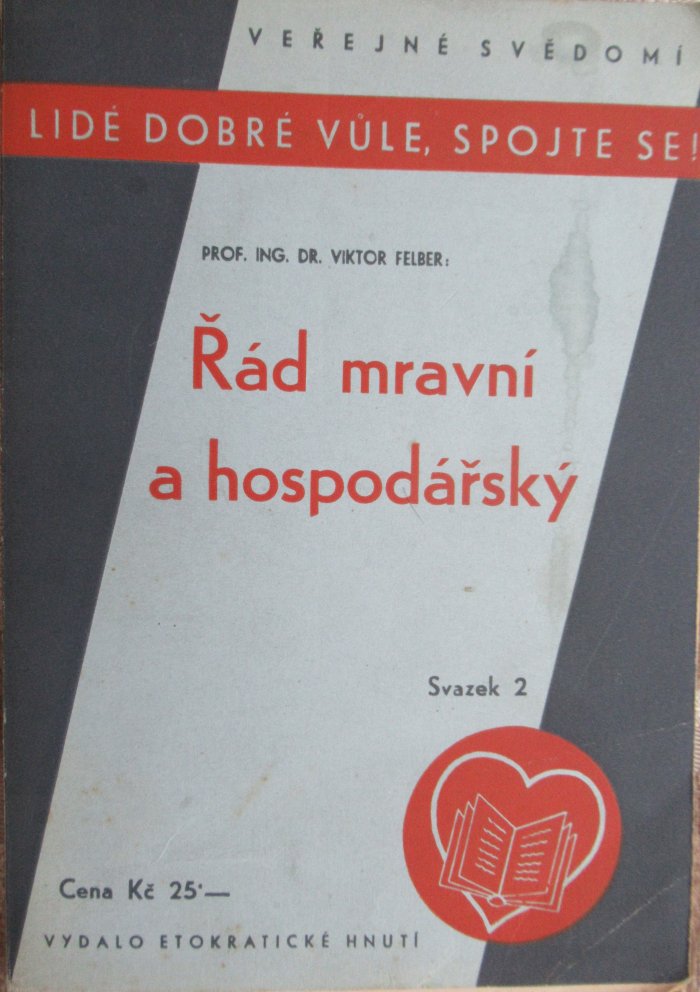 VEŘEJNÉ SVĚDOMÍ
LIDÉ DOBRÉ VŮLE, SPOJTE SE!
PROF. ING. DR. VIKTOR FELBER:
Řád mravní
a hospodářský
Svazek 2
Cena Kč 25·—
VYDALO ETOKRATICKÉ HNUTÍ